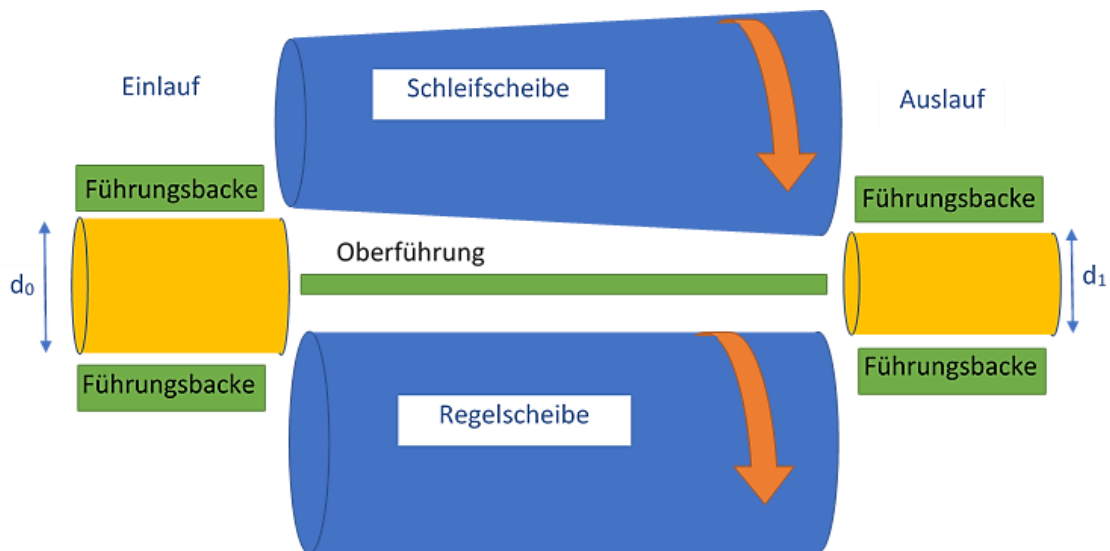 Einlauf
Schleifscheibe
Auslauf
Führungsbacke
Führungsbacke
Oberführung
d₀
d₁
Führungsbacke
Führungsbacke
Regelscheibe